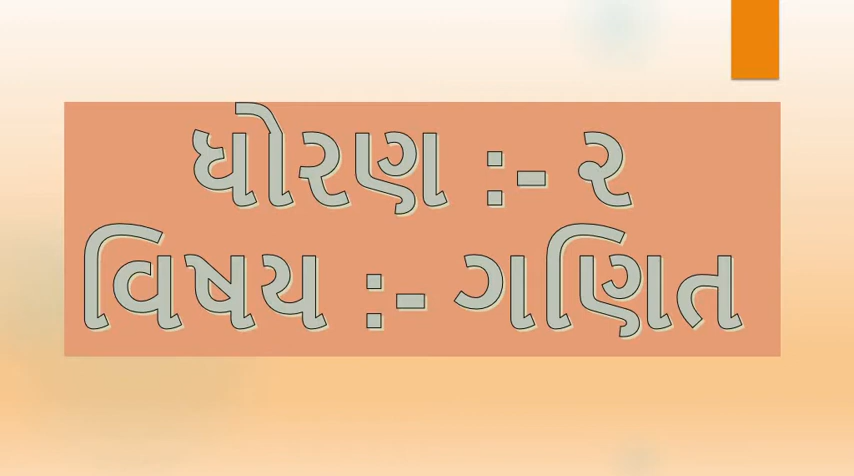 ધોરણ :- ૨
વિષય :- ગણિત